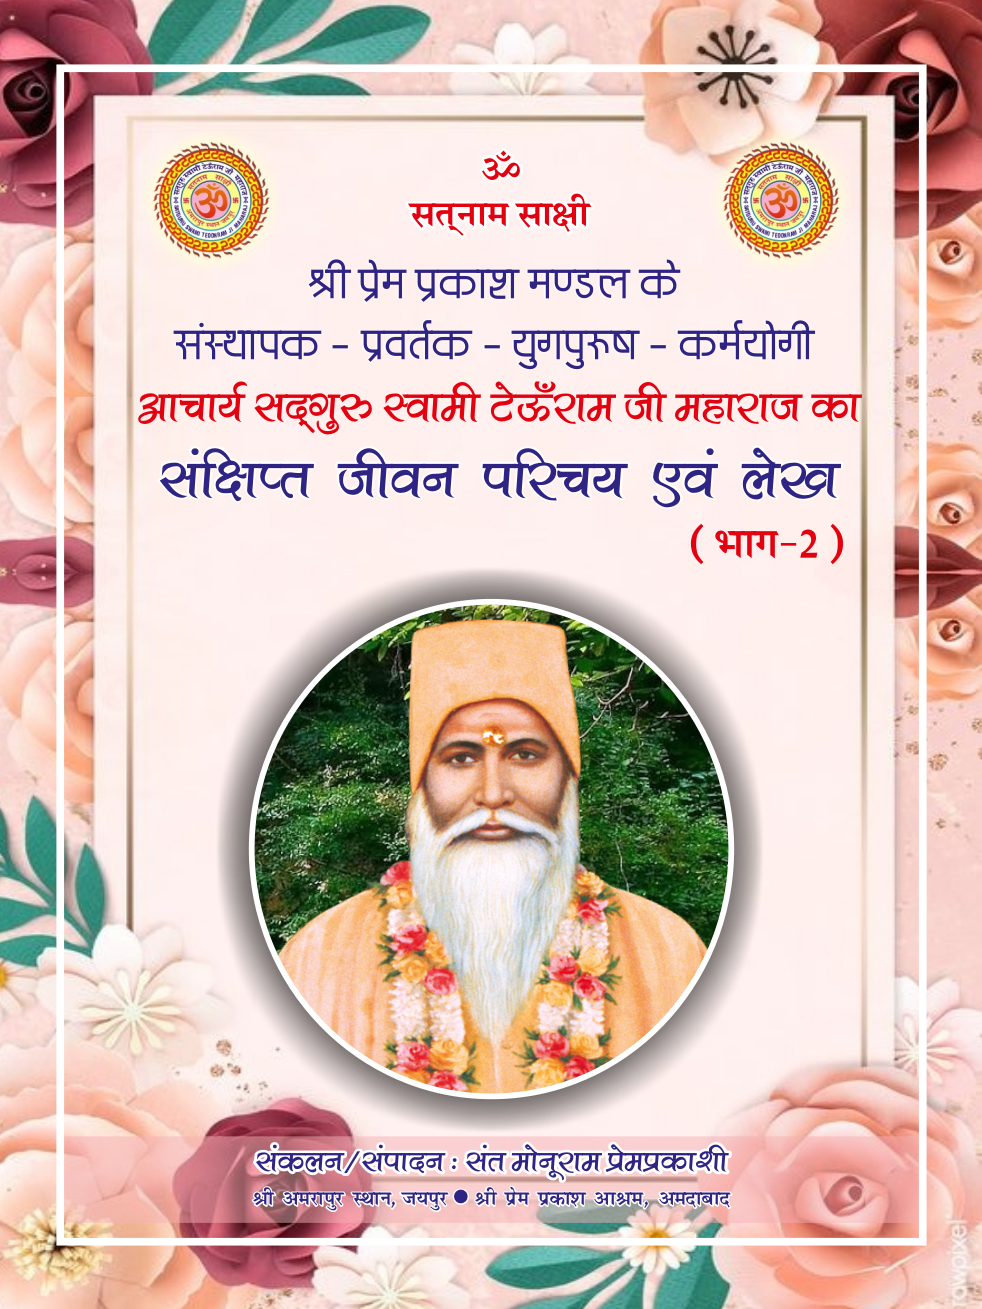 ॐ
सत्‌नाम साक्षी
श्री प्रेम प्रकाश मण्डल के
संस्थापक - प्रवर्तक - युगपुरूष - कर्मयोगी
आचार्य सद्‌गुरु स्वामी टेऊँराम जी महाराज का
संक्षिप्त जीवन परिचय एवं लेख
( भाग-2 )
संकलन/संपादन : संत मोनूराम प्रेमप्रकाशी
श्री अमरापुर स्थान, जयपुर ● श्री प्रेम प्रकाश आश्रम, अमदाबाद